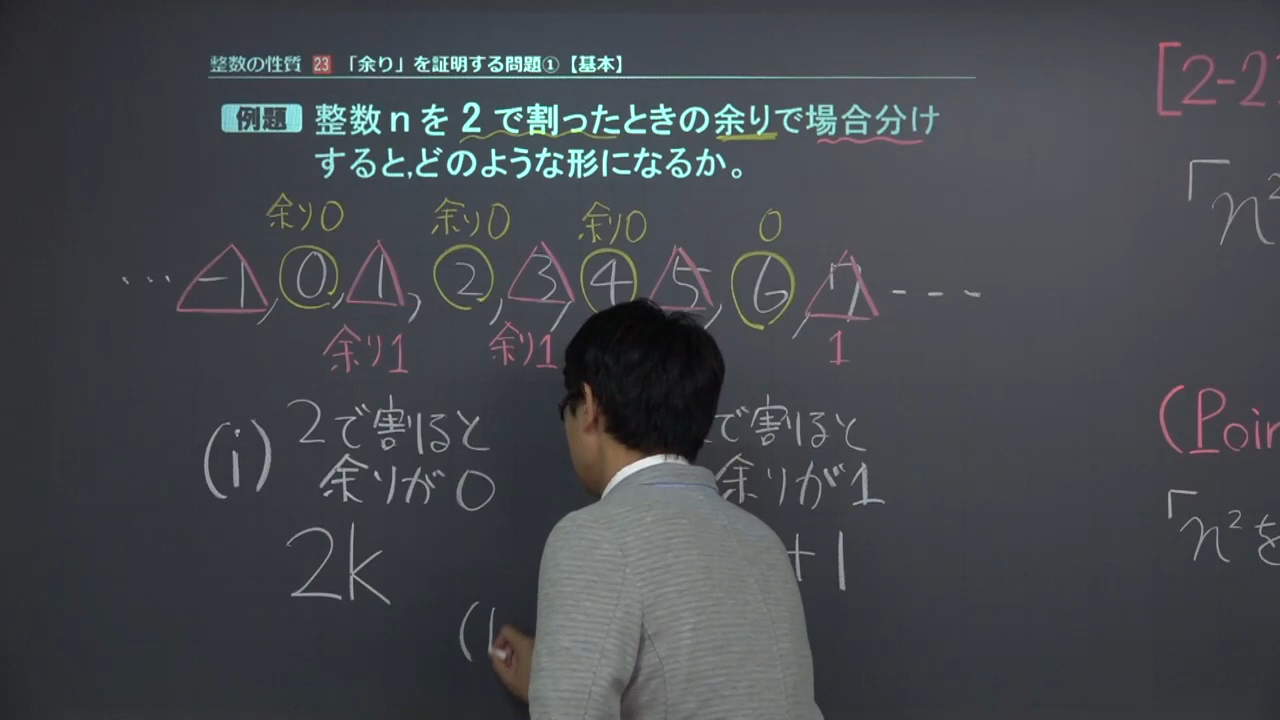 整数の性質 23 「余り」を証明する問題①【基本】
例題 整数nを2で割ったときの余りで場合分け
すると,どのような形になるか。
余り0 余り0 余り0 0
… -1, 0, 1, 2, 3, 4 5, 6, 7 ----
余り1 余り1 1
(i) 2で割ると
余りが0
2k
で割ると
余りが1
+1
(
[2-2
「n²
(Poin
「n²を